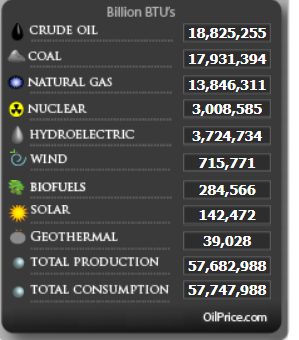 Billion BTU's
CRUDE OIL 18,825,255
COAL 17,931,394
NATURAL GAS 13,846,311
NUCLEAR 3,008,585
HYDROELECTRIC 3,724,734
WIND 715,771
BIOFUELS 284,566
SOLAR 142,472
GEOTHERMAL 39,028
TOTAL PRODUCTION 57,682,988
TOTAL CONSUMPTION 57,747,988
OilPrice.com